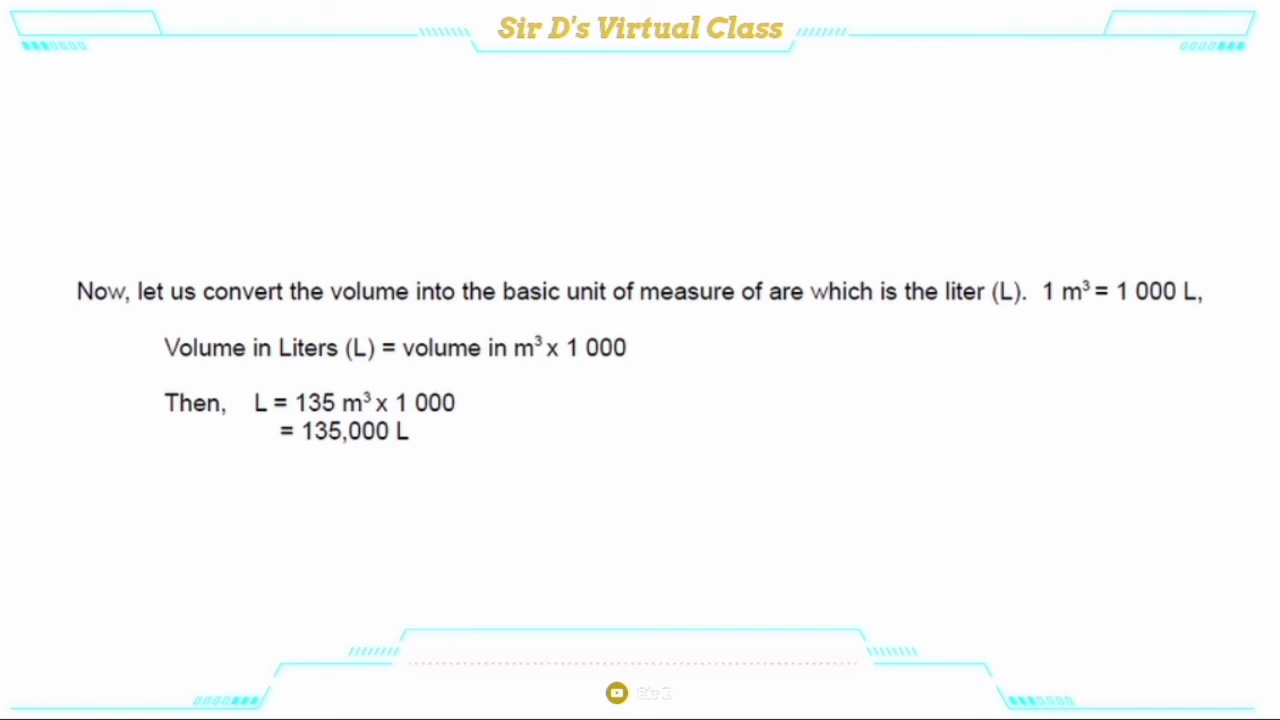 Sir D's Virtual Class
Now, let us convert the volume into the basic unit of measure of are which is the liter (L).  1 m³ = 1 000 L,
Volume in Liters (L) = volume in m³ x 1 000
Then,    L = 135 m³ x 1 000
= 135,000 L